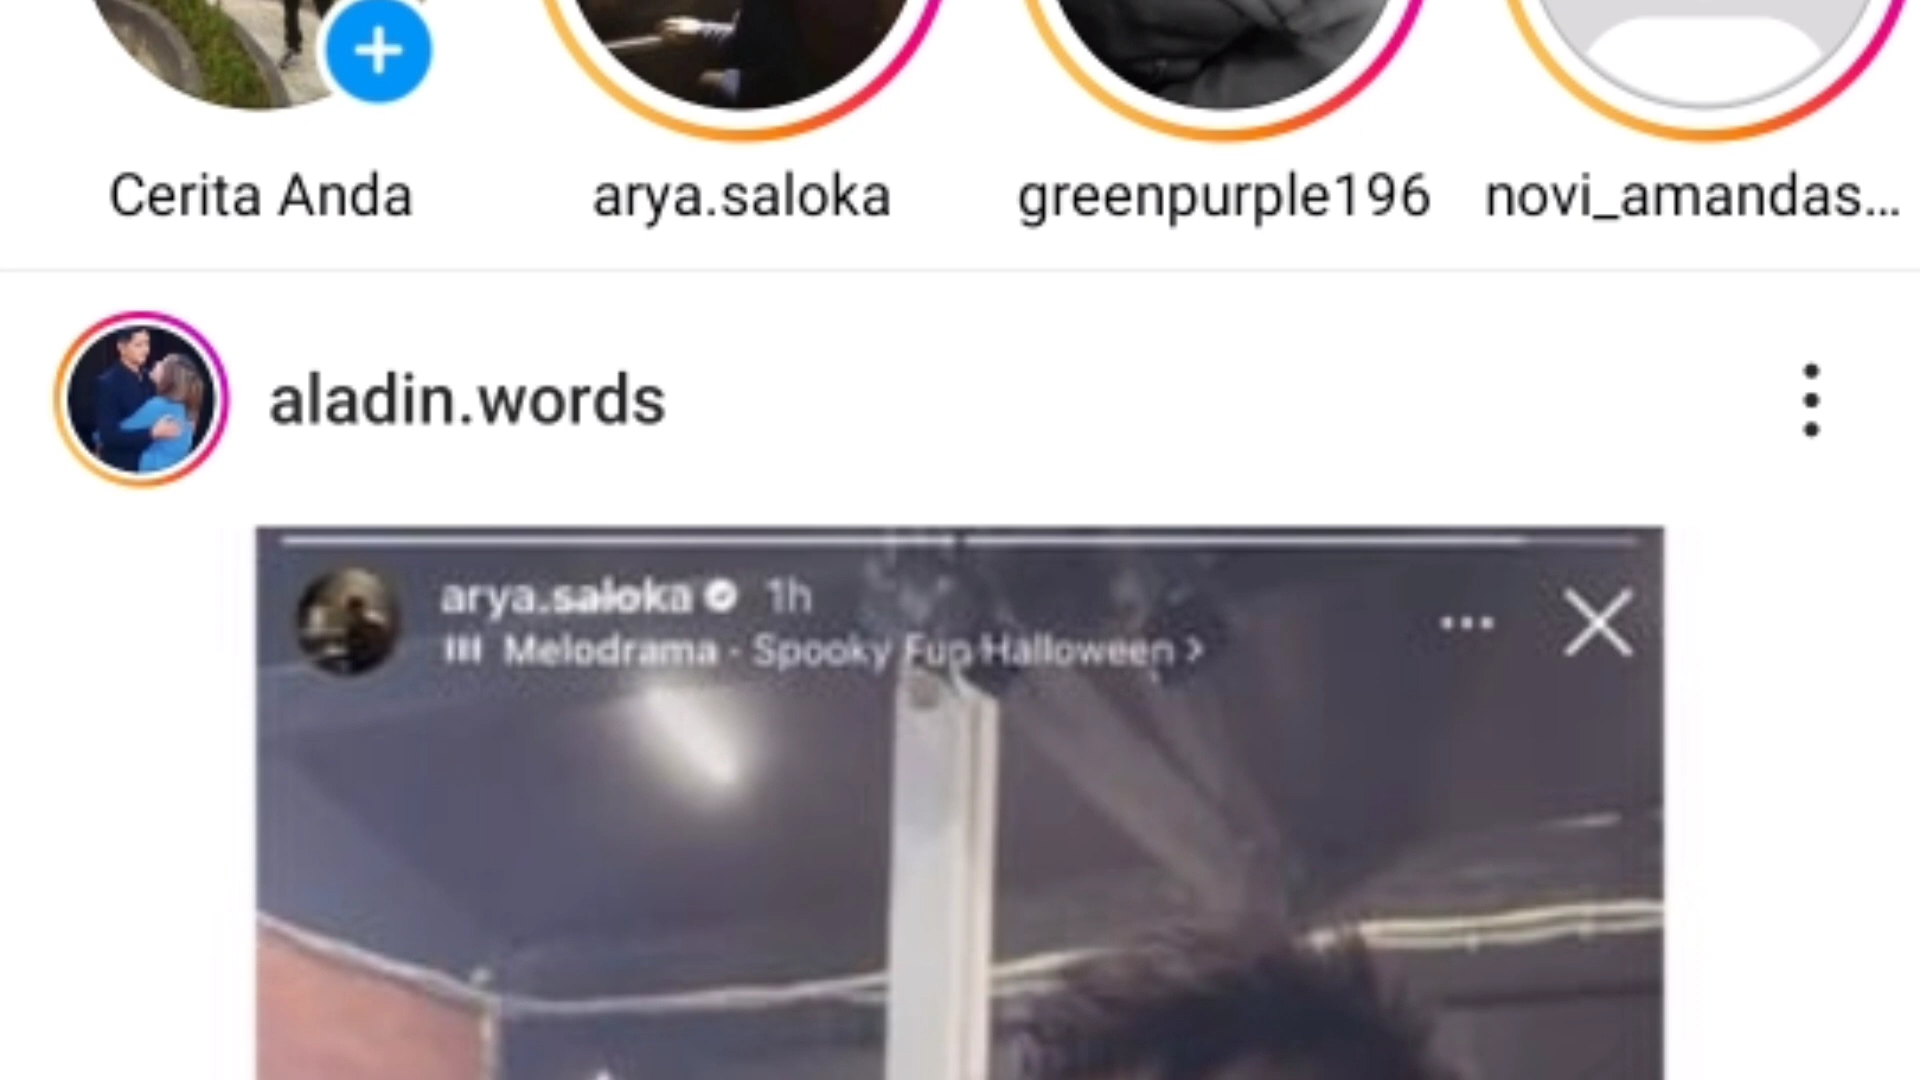 Cerita Anda
arya.saloka
greenpurple196
novi_amandas...
aladin.words
arya.saloka 1h
Melodrama · Spooky Fun Halloween >